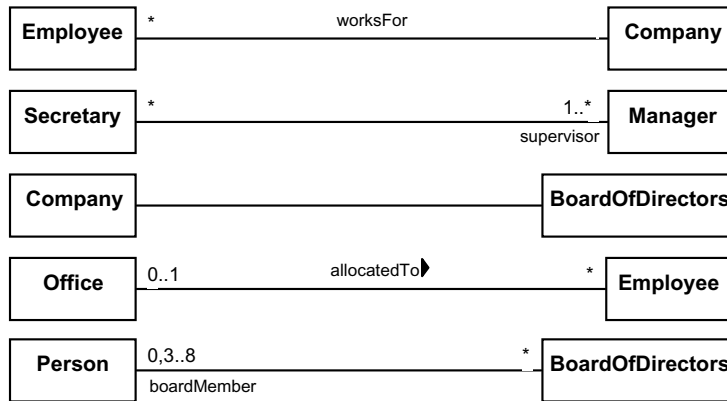 Employee * worksFor Company
Secretary * 1..* Manager
supervisor
Company BoardOfDirectors
Office 0..1 allocatedTo * Employee
Person 0,3..8 * BoardOfDirectors
boardMember